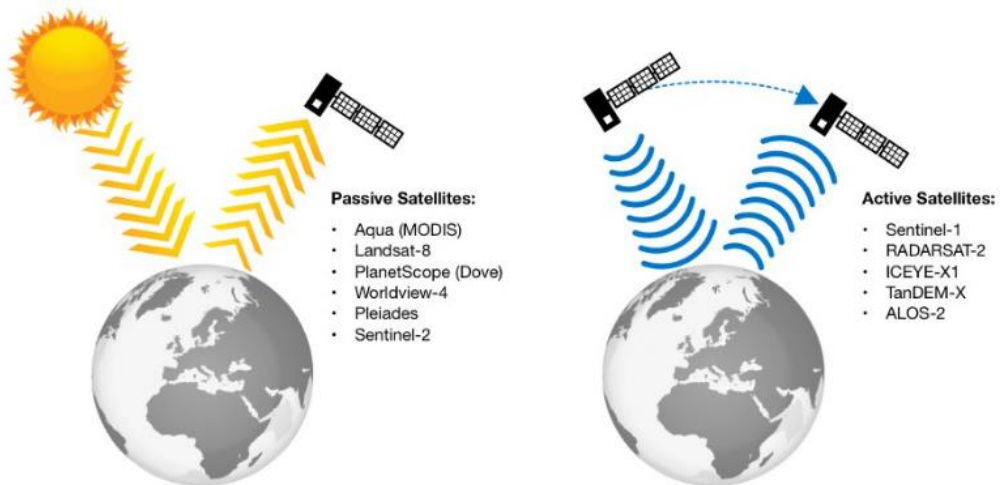 Passive Satellites:
• Aqua (MODIS)
• Landsat-8
• PlanetScope (Dove)
• Worldview-4
• Pleiades
• Sentinel-2
Active Satellites:
• Sentinel-1
• RADARSAT-2
• ICEYE-X1
• TanDEM-X
• ALOS-2